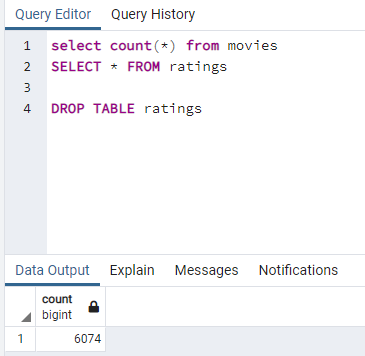 Query Editor Query History
1 select count(*) from movies
2 SELECT * FROM ratings
3
4 DROP TABLE ratings
Data Output Explain Messages Notifications
count
bigint
1 6074